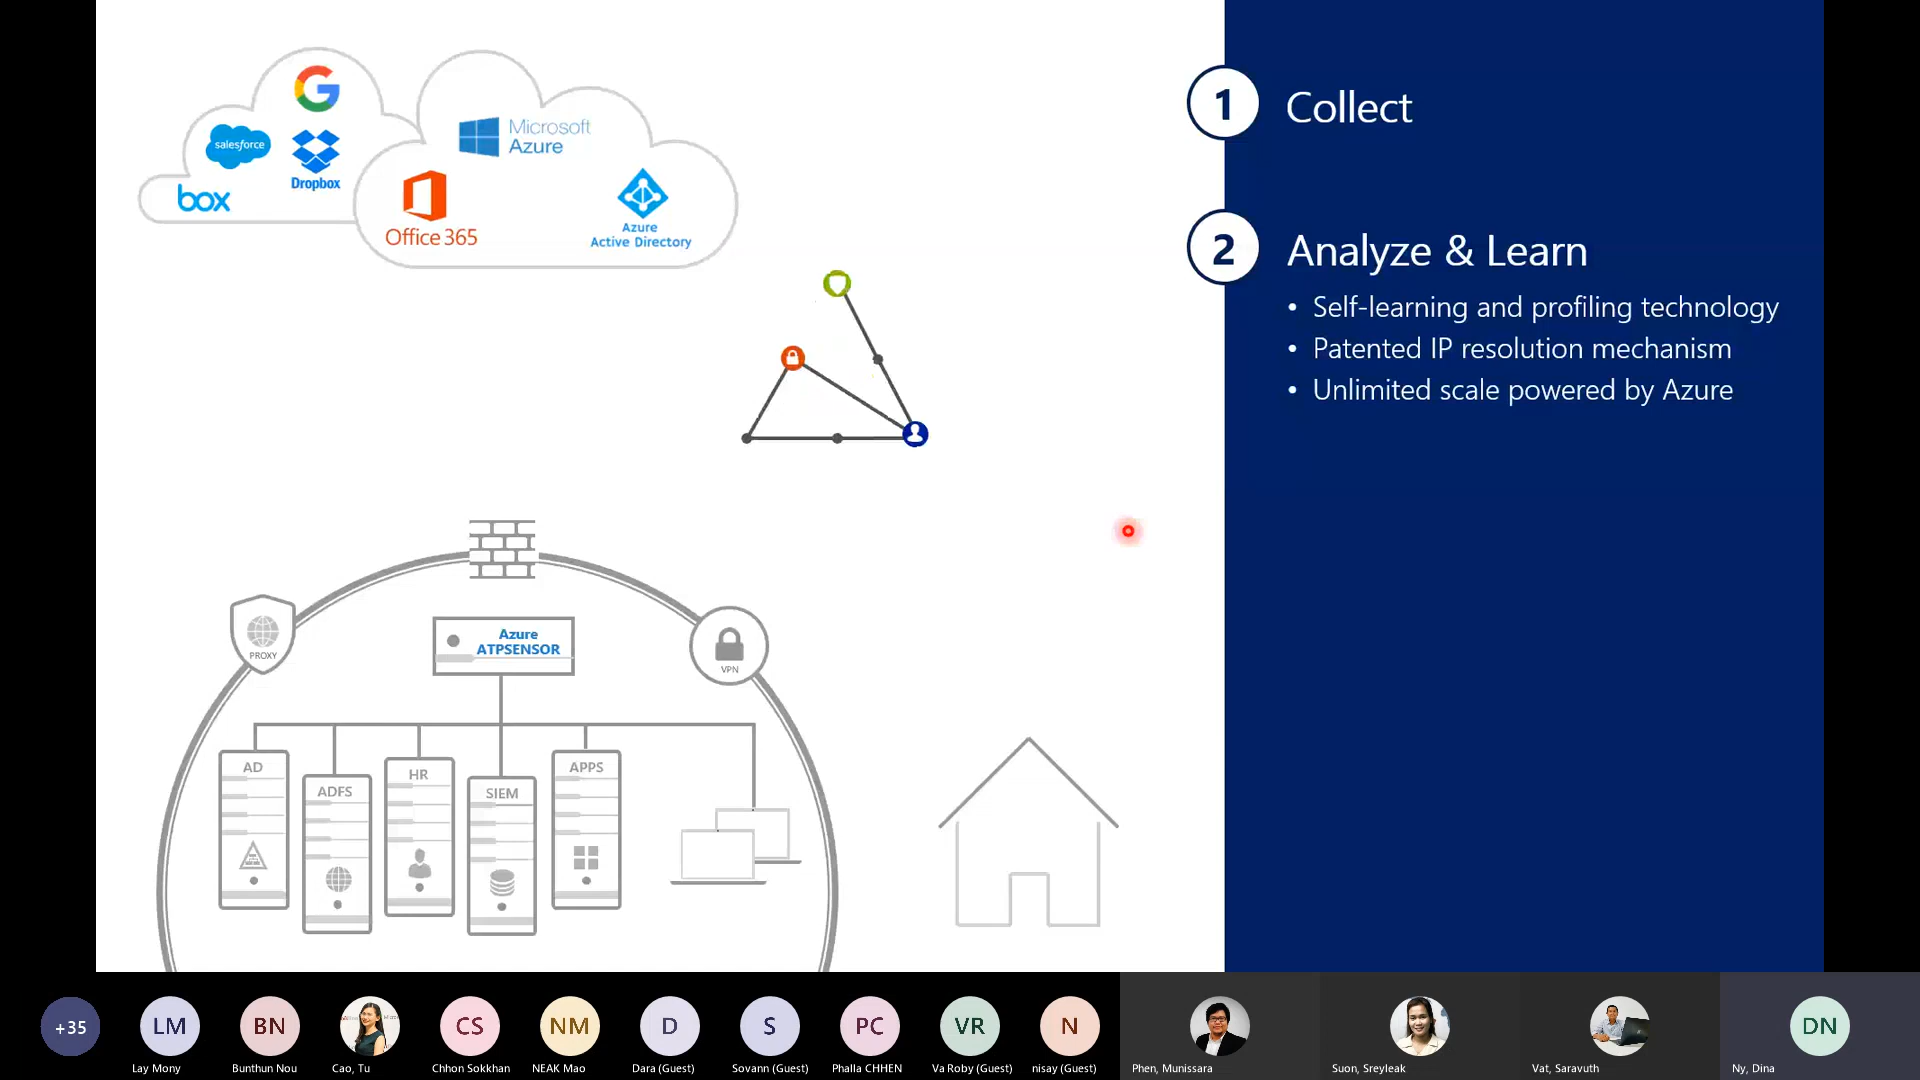 salesforce
Dropbox
box
Microsoft
Azure
Office 365
Azure
Active Directory
1
Collect
2
Analyze & Learn
• Self-learning and profiling technology
• Patented IP resolution mechanism
• Unlimited scale powered by Azure
PROXY
Azure
ATPSENSOR
VPN
AD
ADFS
HR
SIEM
APPS
+35
LM
BN
CS
NM
D
S
PC
VR
N
DN
Lay Mony
Bunthun Nou
Cao, Tu
Chhon Sokkhan
NEAK Mao
Dara (Guest)
Sovann (Guest)
Phalla CHHEN
Va Roby (Guest)
nisay (Guest)
Phen, Munissara
Suon, Sreyleak
Vat, Saravuth
Ny, Dina